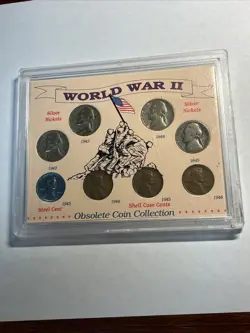 WORLD WAR II
Silver
Nickels
Silver
Nickels
1943
1944
1942
1945
Steel Cent
1943
1944
Shell Case Cents
1945
1946
Obsolete Coin Collection